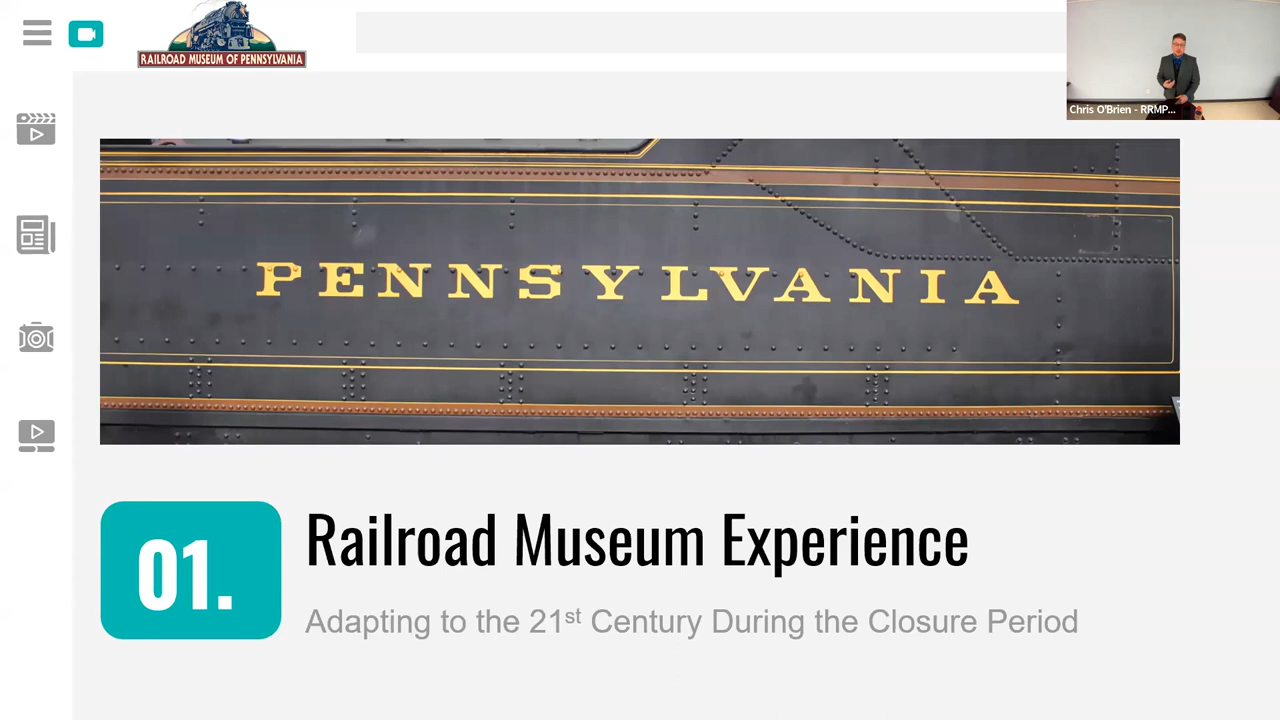 RAILROAD MUSEUM OF PENNSYLVANIA
Chris O'Brien - RRMP...
PENNSYLVANIA
01.
Railroad Museum Experience
Adapting to the 21st Century During the Closure Period